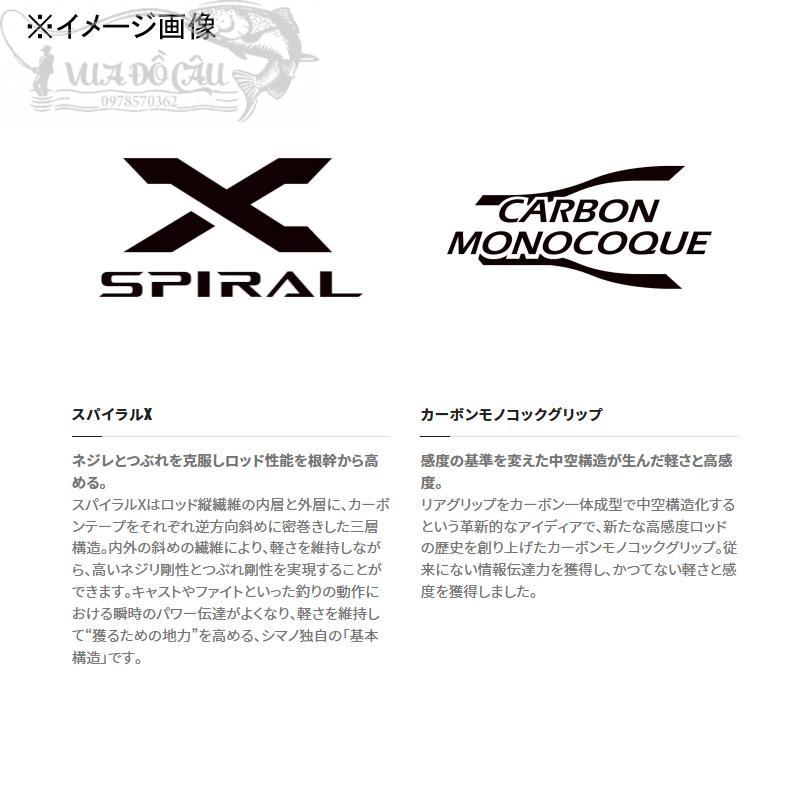 ※イメージ画像
VUA ĐỒ CÂU
0978570362
X
SPIRAL
CARBON
MONOCOQUE
スパイラルX
ネジレとつぶれを克服しロッド性能を根幹から高
める。
スパイラルXはロッド縦繊維の内層と外層に、カーボ
ンテープをそれぞれ逆方向斜めに密巻きした三層
構造。内外の斜めの繊維により、軽さを維持しなが
ら、高いネジリ剛性とつぶれ剛性を実現することが
できます。キャストやファイトといった釣りの動作に
おける瞬時のパワー伝達がよくなり、軽さを維持し
て“獲るための地力”を高める、シマノ独自の「基本
構造」です。
カーボンモノコックグリップ
感度の基準を変えた中空構造が生んだ軽さと高感
度。
リアグリップをカーボン一体成型で中空構造化する
という革新的なアイディアで、新たな高感度ロッド
の歴史を創り上げたカーボンモノコックグリップ。従
来にない情報伝達力を獲得し、かつてない軽さと感
度を獲得しました。